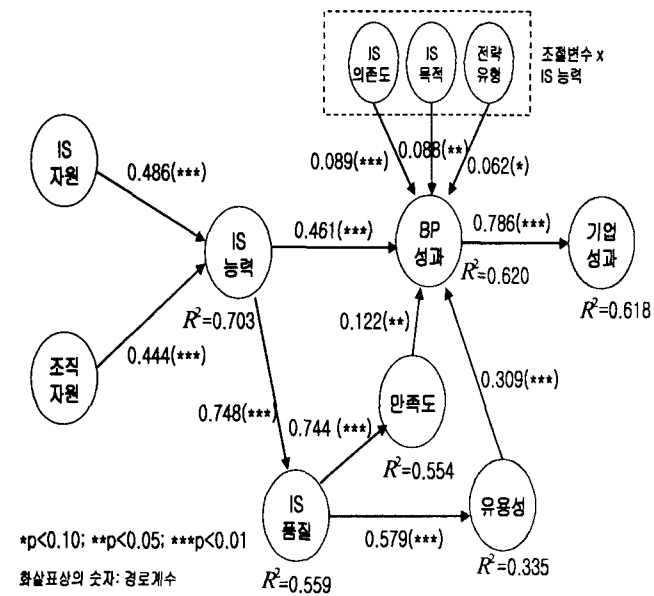 IS
의존도
IS
목적
전략
유형
조절변수 x
IS 능력
0.089(***)
0.088(**)
0.062(*)
IS
자원
0.486(***)
IS
능력
0.461(***)
BP
성과
0.786(***)
기업
성과
R²=0.703
R²=0.620
R²=0.618
조직
자원
0.444(***)
0.122(**)
0.309(***)
만족도
0.748(***)
0.744 (***)
R²=0.554
IS
품질
유용성
0.579(***)
*p<0.10; **p<0.05; ***p<0.01
화살표상의 숫자: 경로계수
R²=0.559
R²=0.335